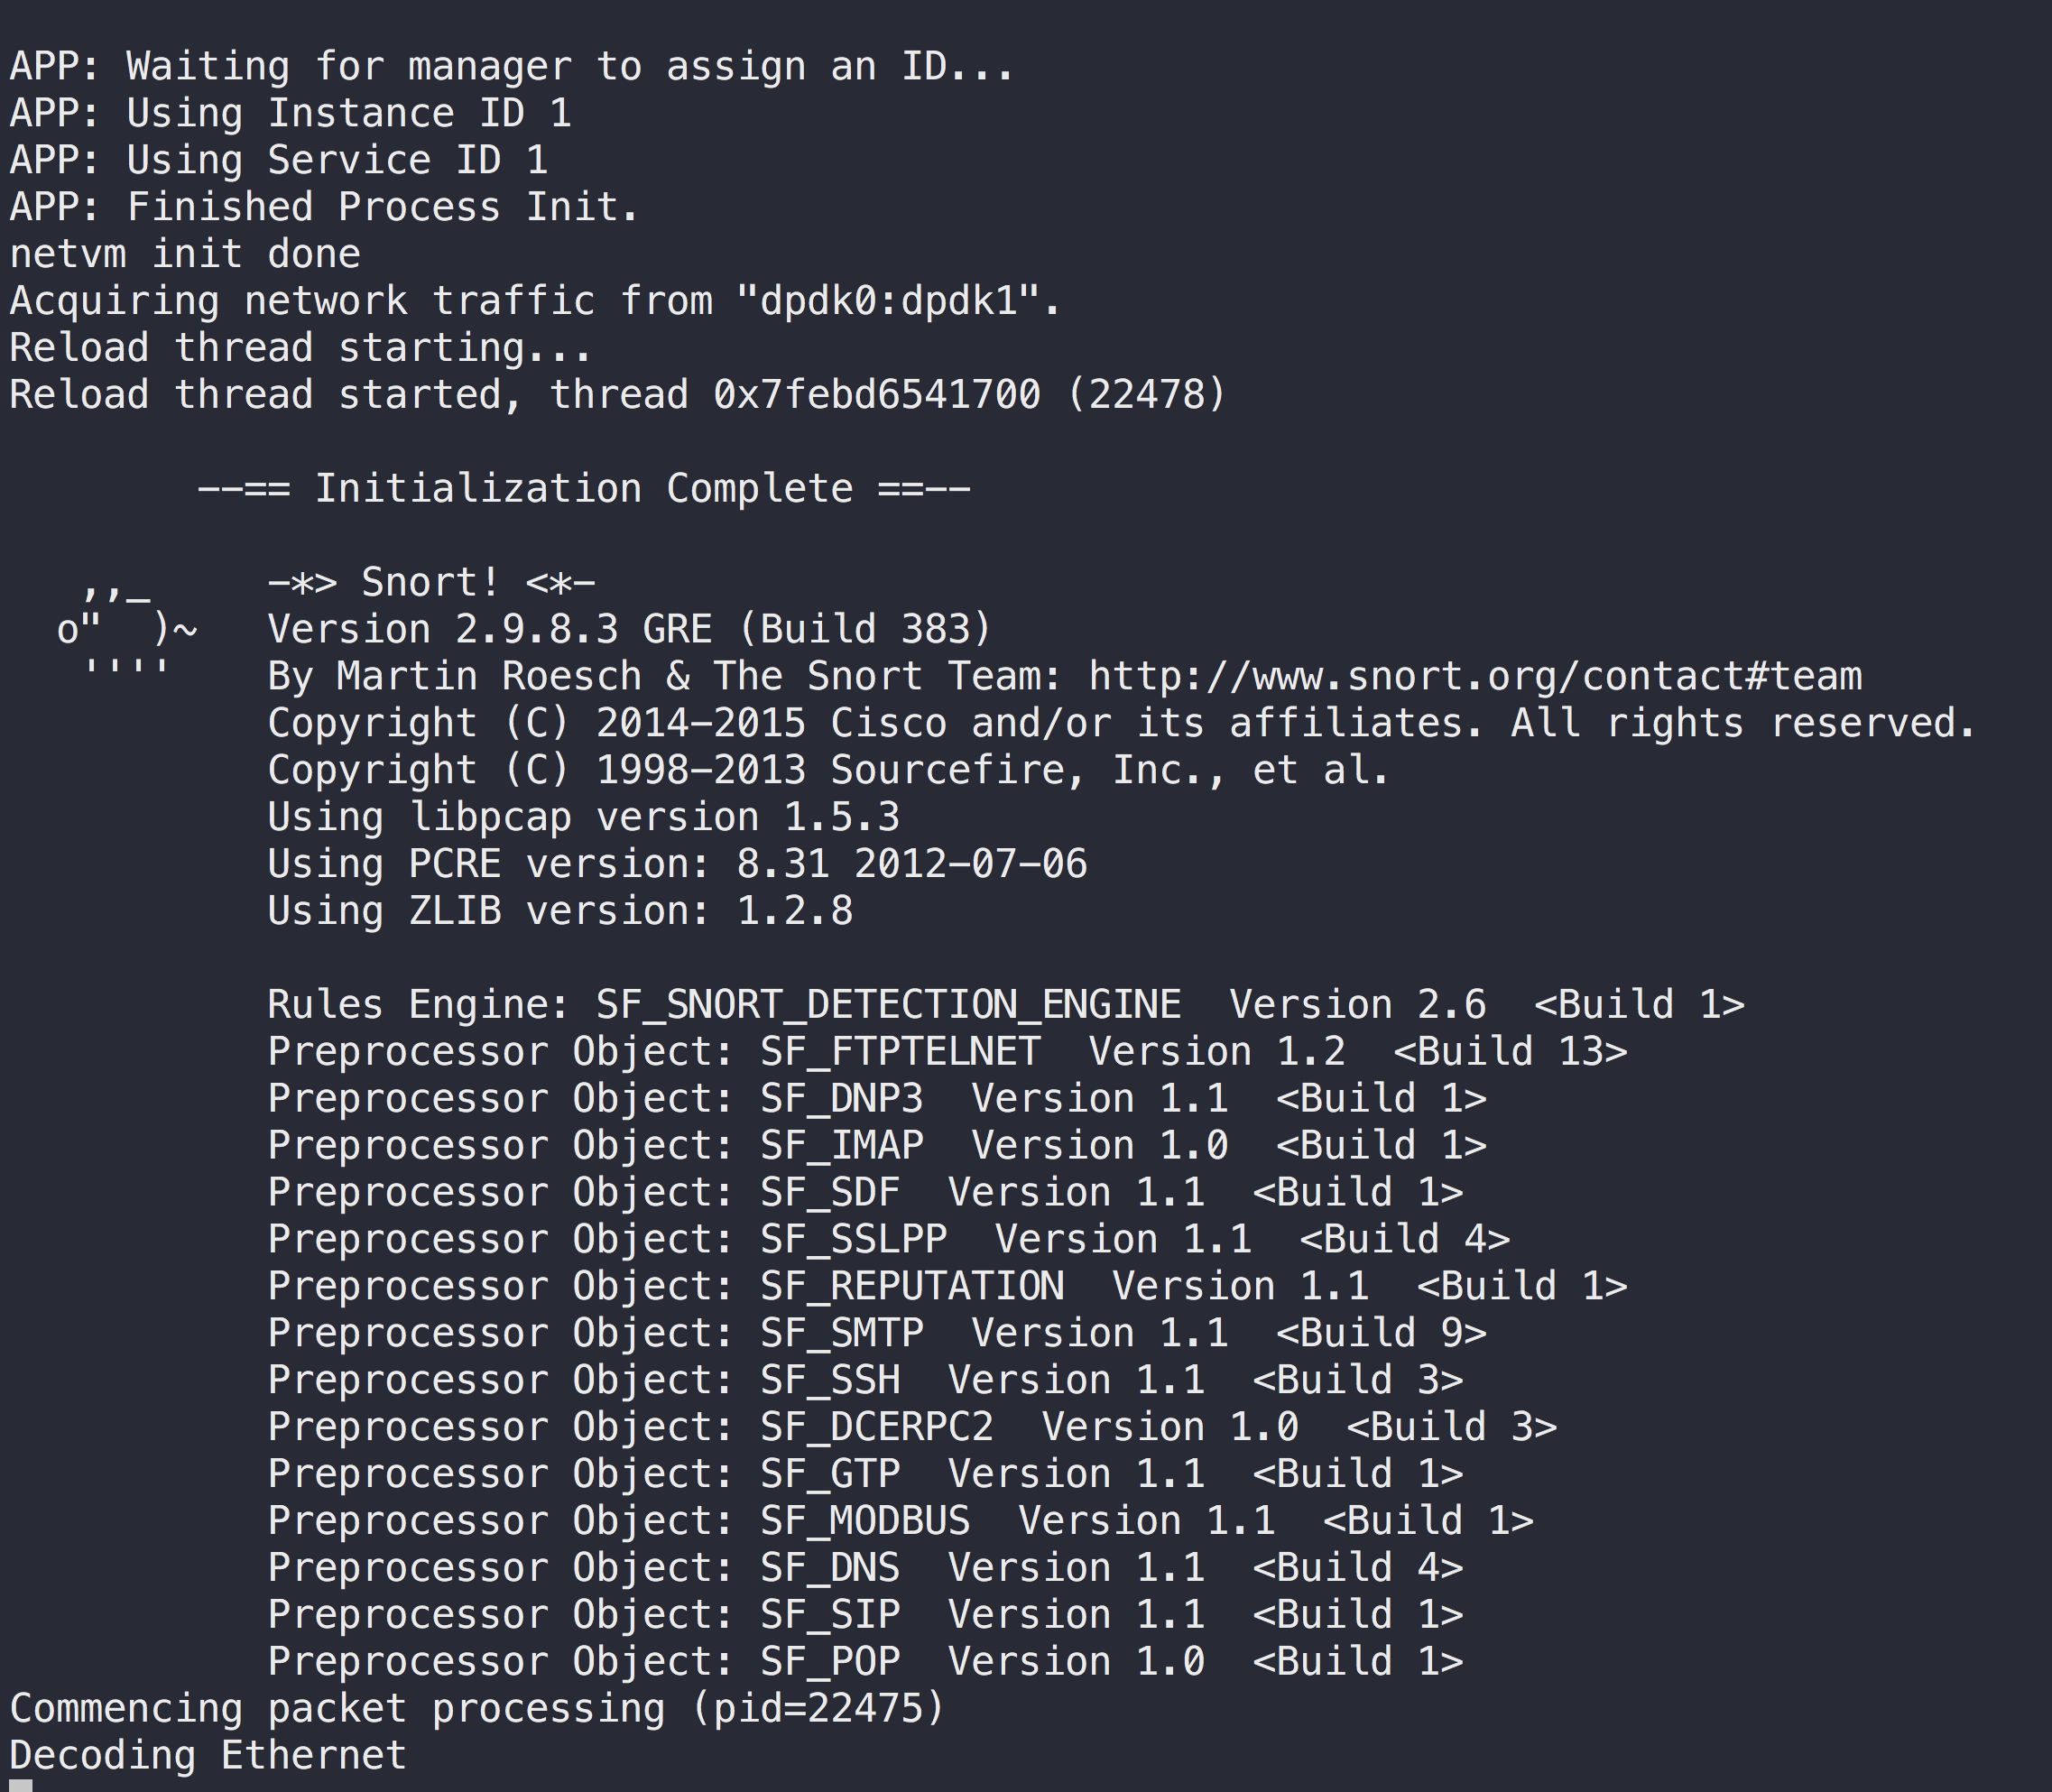 APP: Waiting for manager to assign an ID...
APP: Using Instance ID 1
APP: Using Service ID 1
APP: Finished Process Init.
netvm init done
Acquiring network traffic from "dpdk0:dpdk1".
Reload thread starting...
Reload thread started, thread 0x7febd6541700 (22478)

        --== Initialization Complete ==--

   ,,_     -*> Snort! <*-
  o"  )~   Version 2.9.8.3 GRE (Build 383)
   ''''    By Martin Roesch & The Snort Team: http://www.snort.org/contact#team
           Copyright (C) 2014-2015 Cisco and/or its affiliates. All rights reserved.
           Copyright (C) 1998-2013 Sourcefire, Inc., et al.
           Using libpcap version 1.5.3
           Using PCRE version: 8.31 2012-07-06
           Using ZLIB version: 1.2.8

           Rules Engine: SF_SNORT_DETECTION_ENGINE  Version 2.6  <Build 1>
           Preprocessor Object: SF_FTPTELNET  Version 1.2  <Build 13>
           Preprocessor Object: SF_DNP3  Version 1.1  <Build 1>
           Preprocessor Object: SF_IMAP  Version 1.0  <Build 1>
           Preprocessor Object: SF_SDF  Version 1.1  <Build 1>
           Preprocessor Object: SF_SSLPP  Version 1.1  <Build 4>
           Preprocessor Object: SF_REPUTATION  Version 1.1  <Build 1>
           Preprocessor Object: SF_SMTP  Version 1.1  <Build 9>
           Preprocessor Object: SF_SSH  Version 1.1  <Build 3>
           Preprocessor Object: SF_DCERPC2  Version 1.0  <Build 3>
           Preprocessor Object: SF_GTP  Version 1.1  <Build 1>
           Preprocessor Object: SF_MODBUS  Version 1.1  <Build 1>
           Preprocessor Object: SF_DNS  Version 1.1  <Build 4>
           Preprocessor Object: SF_SIP  Version 1.1  <Build 1>
           Preprocessor Object: SF_POP  Version 1.0  <Build 1>
Commencing packet processing (pid=22475)
Decoding Ethernet